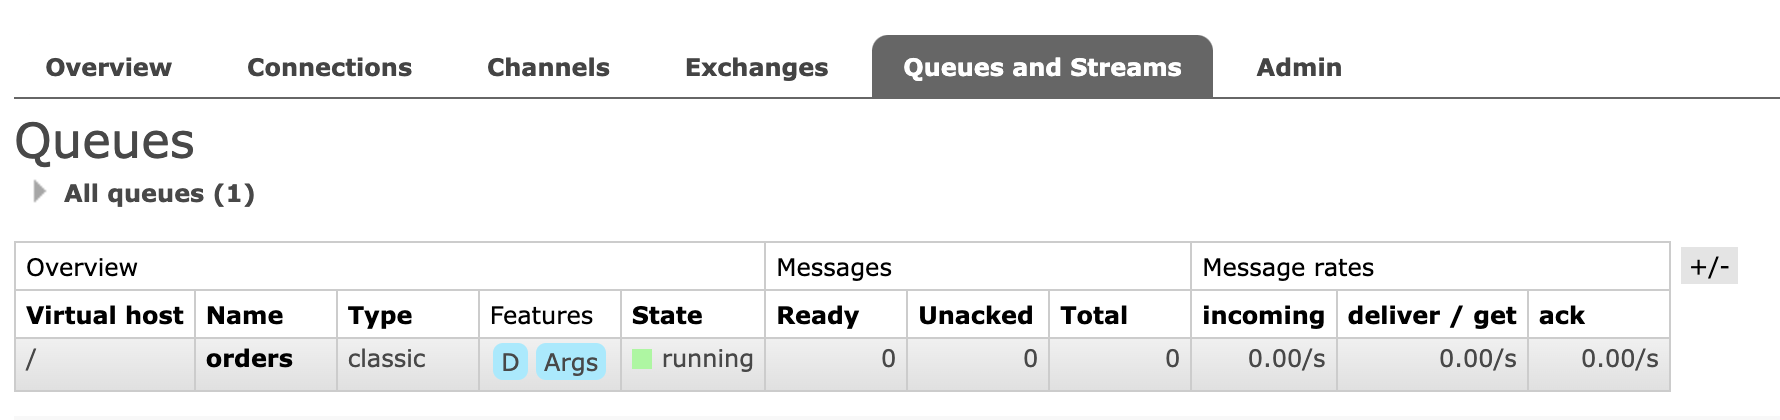 Overview Connections Channels Exchanges Queues and Streams Admin
Queues
All queues (1)
Overview Messages Message rates +/-
Virtual host Name Type Features State Ready Unacked Total incoming deliver / get ack
/ orders classic D Args running 0 0 0 0.00/s 0.00/s 0.00/s